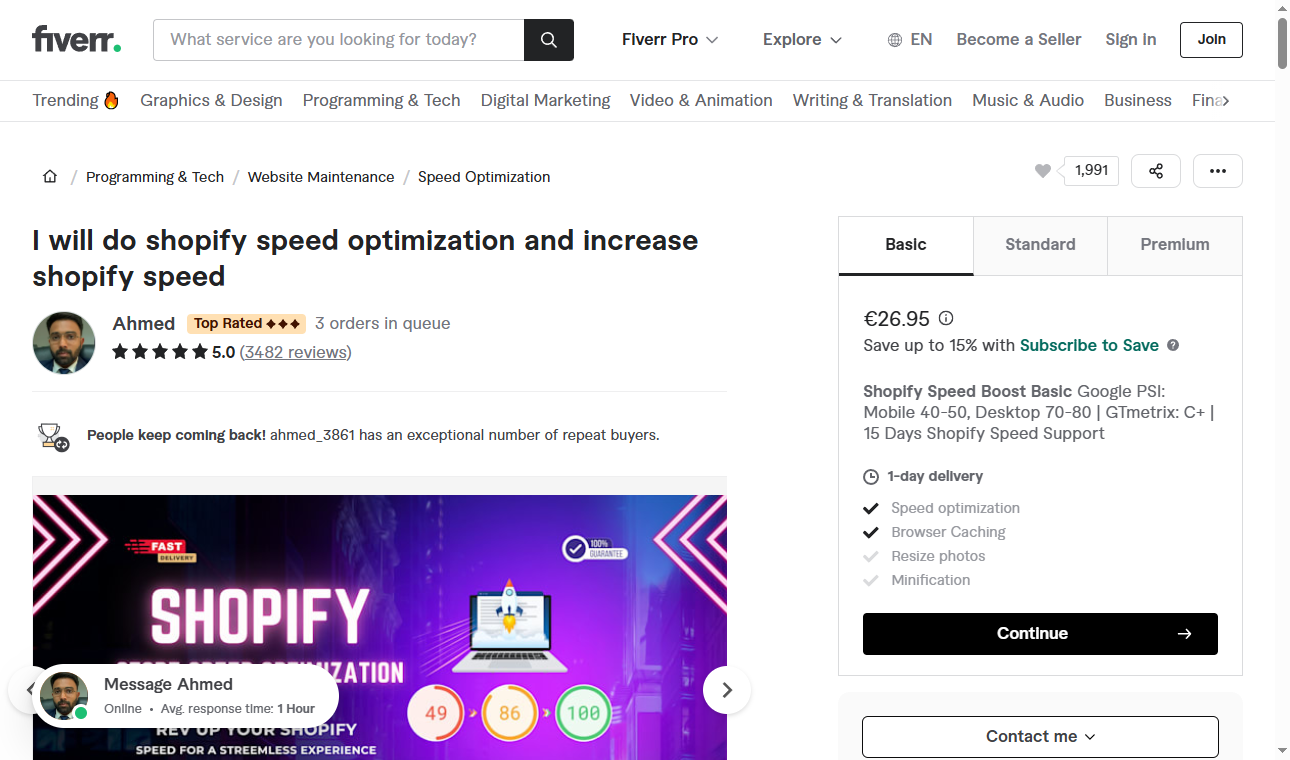 fiverr.
What service are you looking for today?
Fiverr Pro
Explore
EN
Become a Seller
Sign in
Join
Trending
Graphics & Design
Programming & Tech
Digital Marketing
Video & Animation
Writing & Translation
Music & Audio
Business
Programming & Tech / Website Maintenance / Speed Optimization
1,991
I will do shopify speed optimization and increase
shopify speed
Ahmed Top Rated 3 orders in queue
5.0 (3482 reviews)
People keep coming back! ahmed_3861 has an exceptional number of repeat buyers.
FAST
DELIVERY
100%
GUARANTEE
SHOPIFY
49
86
100
REV UP YOUR SHOPIFY
SPEED FOR A STREEMLESS EXPERIENCE
Message Ahmed
Online • Avg. response time: 1 Hour
Basic
Standard
Premium
€26.95
Save up to 15% with Subscribe to Save
Shopify Speed Boost Basic Google PSI:
Mobile 40-50, Desktop 70-80 | GTmetrix: C+ |
15 Days Shopify Speed Support
1-day delivery
Speed optimization
Browser Caching
Resize photos
Minification
Continue
Contact me